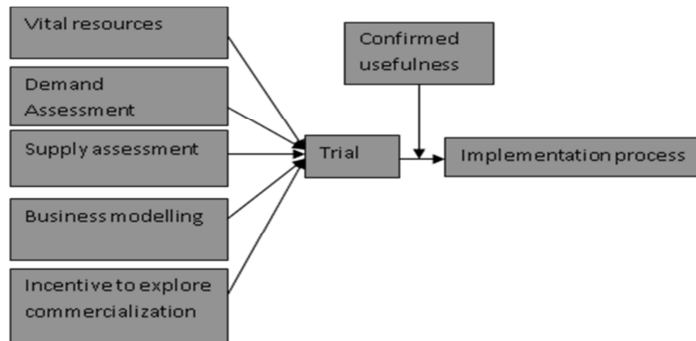 Vital resources
Demand
Assessment
Supply assessment
Business modelling
Incentive to explore
commercialization
Trial
Confirmed
usefulness
Implementation process